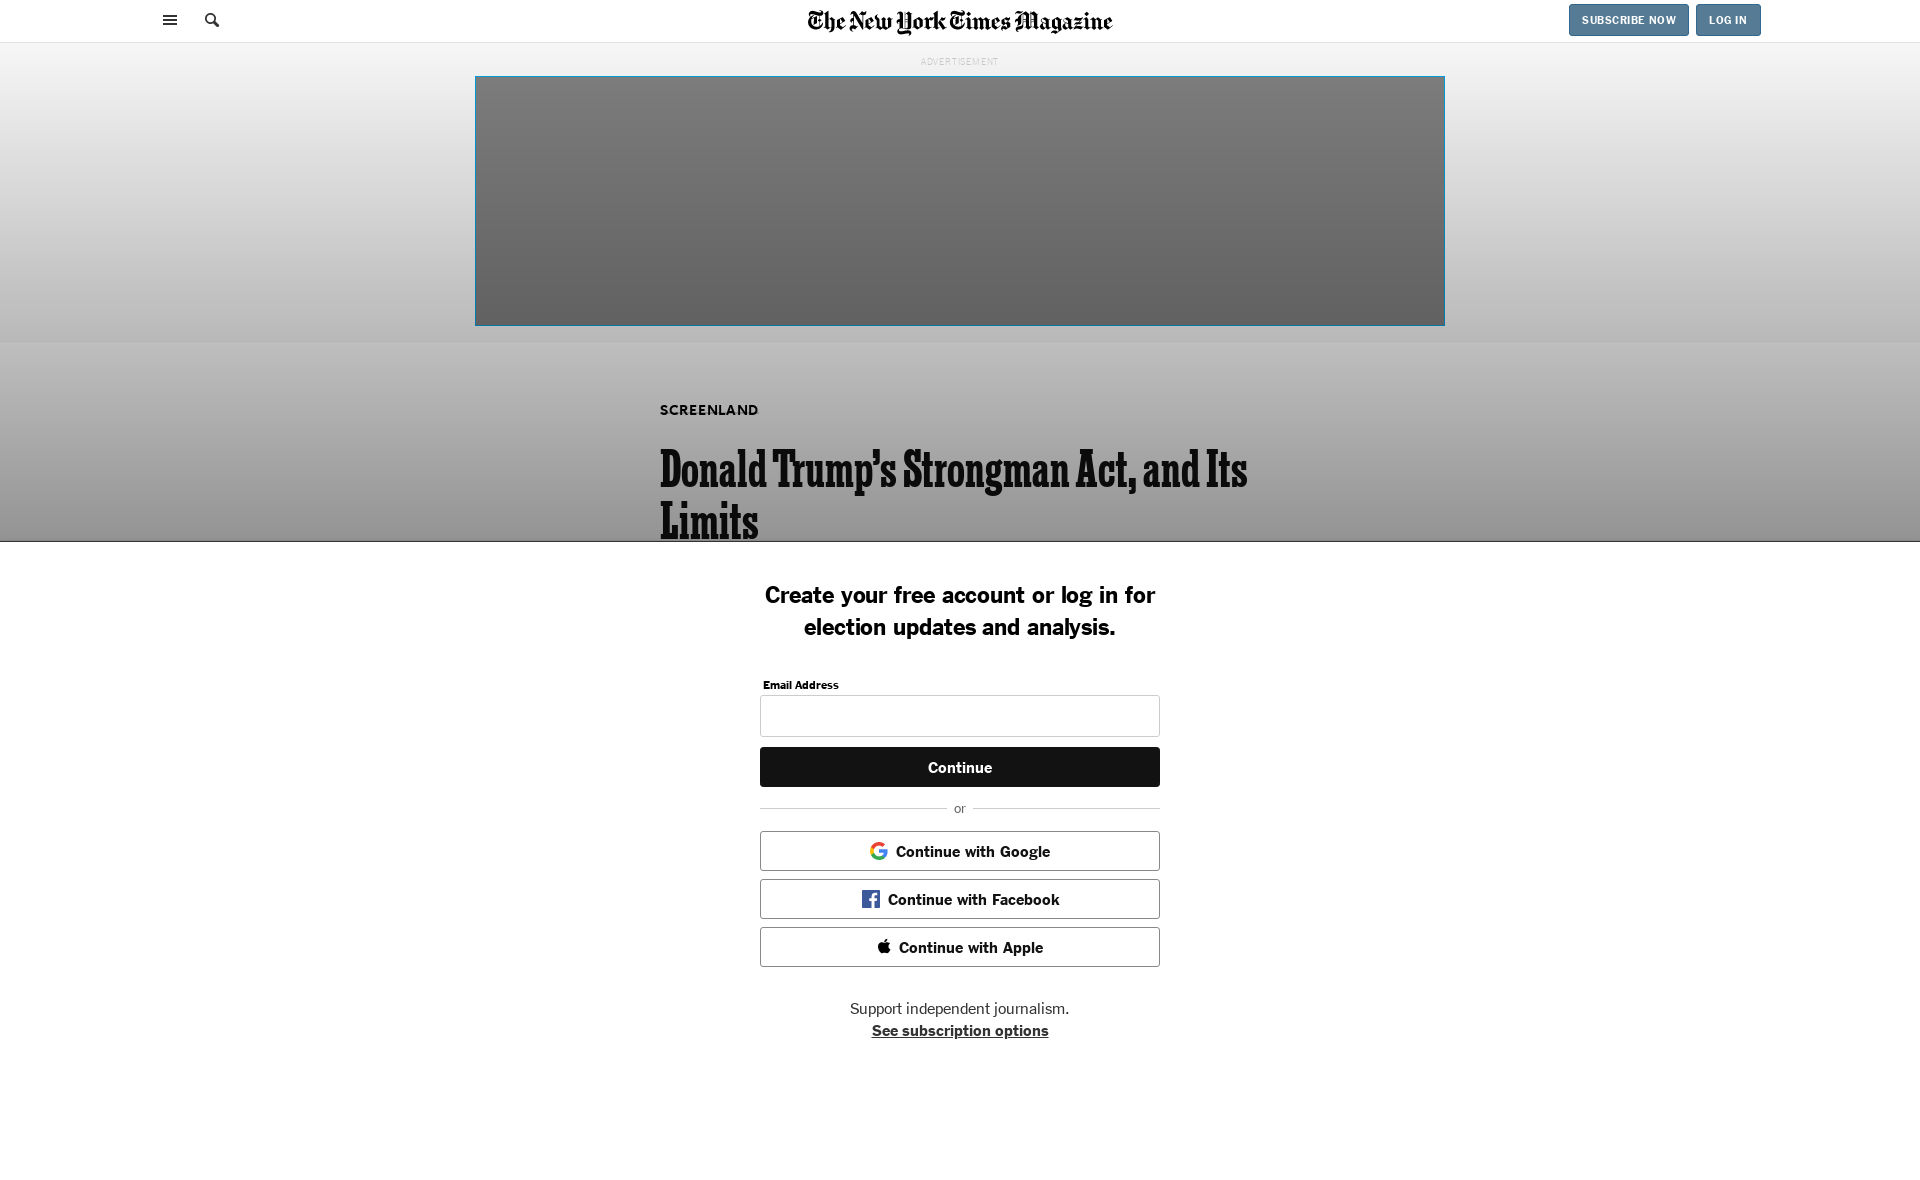 The New York Times Magazine
SUBSCRIBE NOW
LOG IN
ADVERTISEMENT
SCREENLAND
Donald Trump’s Strongman Act, and Its
Limits
Create your free account or log in for
election updates and analysis.
Email Address
Continue
or
Continue with Google
Continue with Facebook
Continue with Apple
Support independent journalism.
See subscription options